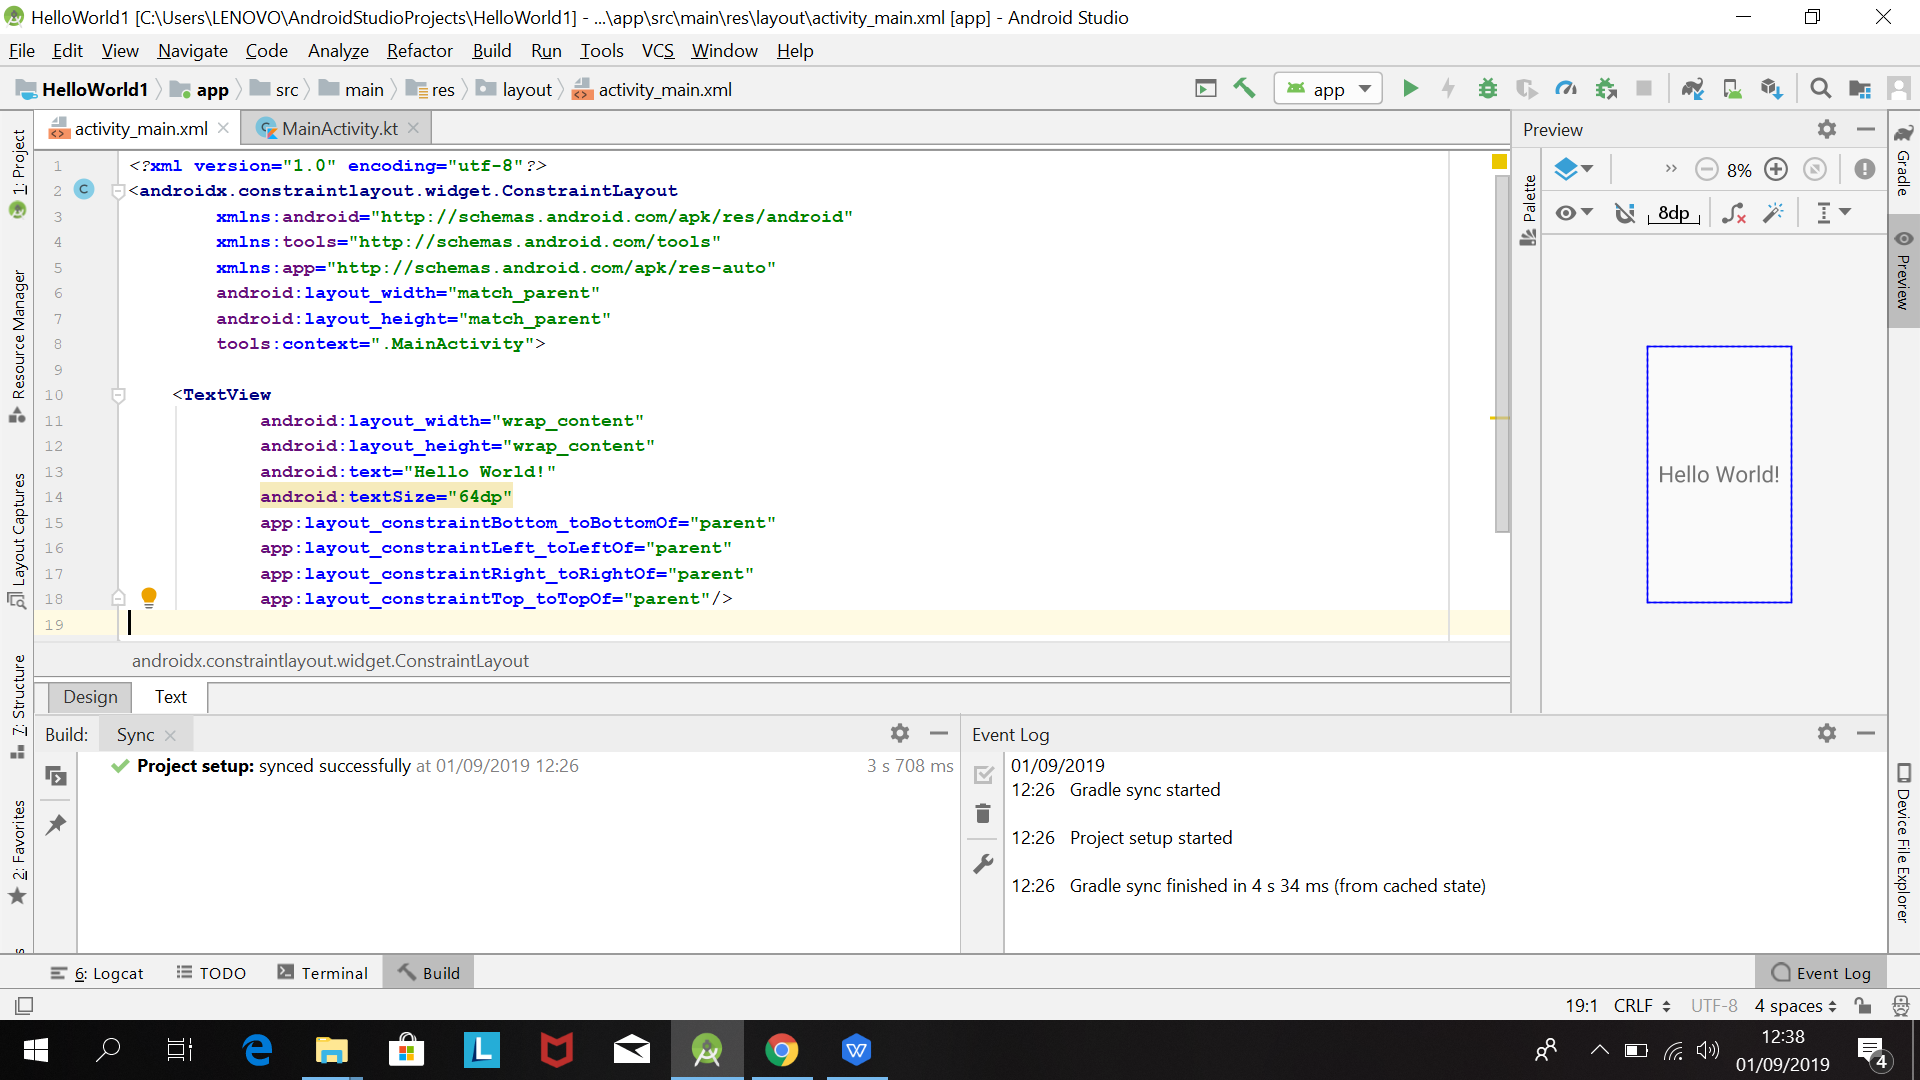 HelloWorld1 [C:\Users\LENOVO\AndroidStudioProjects\HelloWorld1] - ...\app\src\main\res\layout\activity_main.xml [app] - Android Studio
File Edit View Navigate Code Analyze Refactor Build Run Tools VCS Window Help
HelloWorld1 app src main res layout activity_main.xml app
activity_main.xml MainActivity.kt
1 <?xml version="1.0" encoding="utf-8"?>
2 <androidx.constraintlayout.widget.ConstraintLayout
3 xmlns:android="http://schemas.android.com/apk/res/android"
4 xmlns:tools="http://schemas.android.com/tools"
5 xmlns:app="http://schemas.android.com/apk/res-auto"
6 android:layout_width="match_parent"
7 android:layout_height="match_parent"
8 tools:context=".MainActivity">
9
10 <TextView
11 android:layout_width="wrap_content"
12 android:layout_height="wrap_content"
13 android:text="Hello World!"
14 android:textSize="64dp"
15 app:layout_constraintBottom_toBottomOf="parent"
16 app:layout_constraintLeft_toLeftOf="parent"
17 app:layout_constraintRight_toRightOf="parent"
18 app:layout_constraintTop_toTopOf="parent"/>
19
androidx.constraintlayout.widget.ConstraintLayout
Design Text
1: Project
Resource Manager
Layout Captures
7: Structure
2: Favorites
Preview
8%
8dp
Palette
Hello World!
Gradle
Preview
Device File Explorer
Build: Sync
Project setup: synced successfully at 01/09/2019 12:26 3 s 708 ms
Event Log
01/09/2019
12:26 Gradle sync started
12:26 Project setup started
12:26 Gradle sync finished in 4 s 34 ms (from cached state)
6: Logcat TODO Terminal Build Event Log
19:1 CRLF UTF-8 4 spaces
12:38
01/09/2019
4